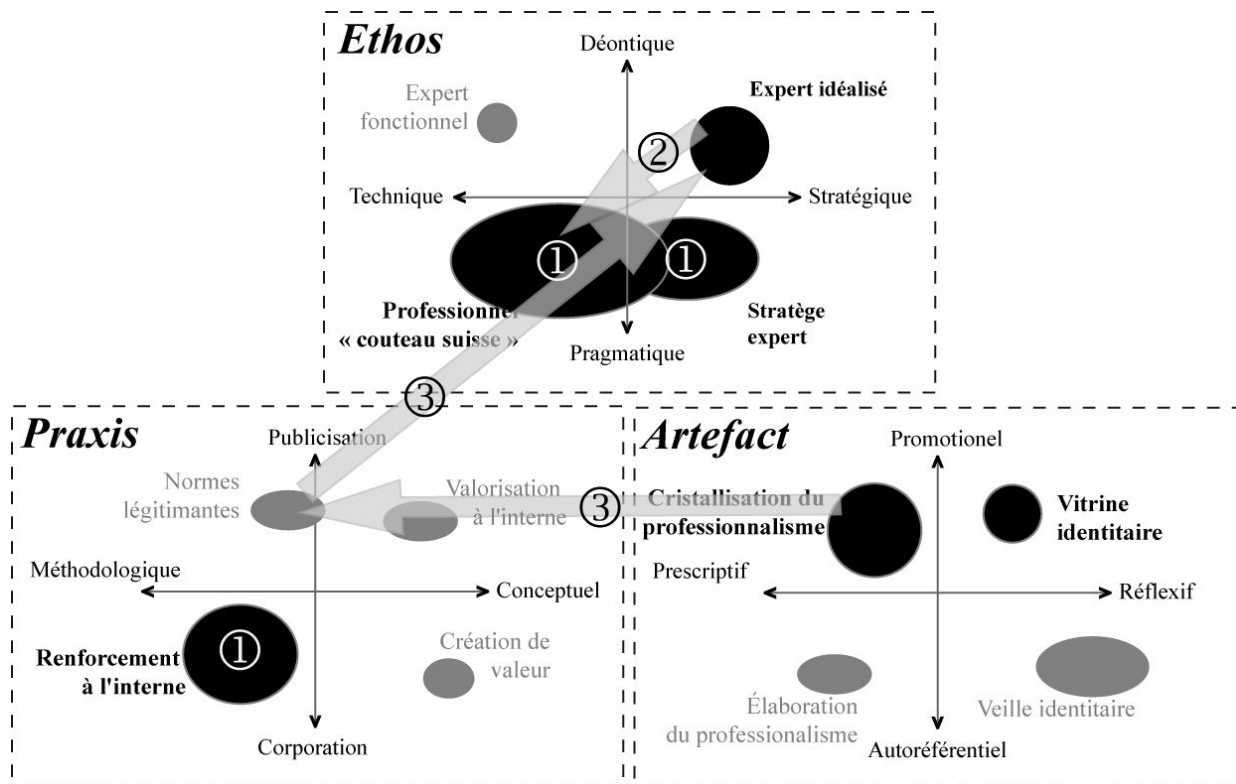 Ethos
Déontique
Expert
fonctionnel
Expert idéalisé
②
Technique
Stratégique
①
①
Professionnel
« couteau suisse »
Stratège
expert
Pragmatique
③
Praxis
Publicisation
Normes
légitimantes
Valorisation
à l'interne
③
Méthodologique
Conceptuel
①
Renforcement
à l'interne
Création de
valeur
Corporation
Artefact
Promotionel
Cristallisation du
professionnalisme
Vitrine
identitaire
Prescriptif
Réflexif
Élaboration
du professionalisme
Veille identitaire
Autoréférentiel